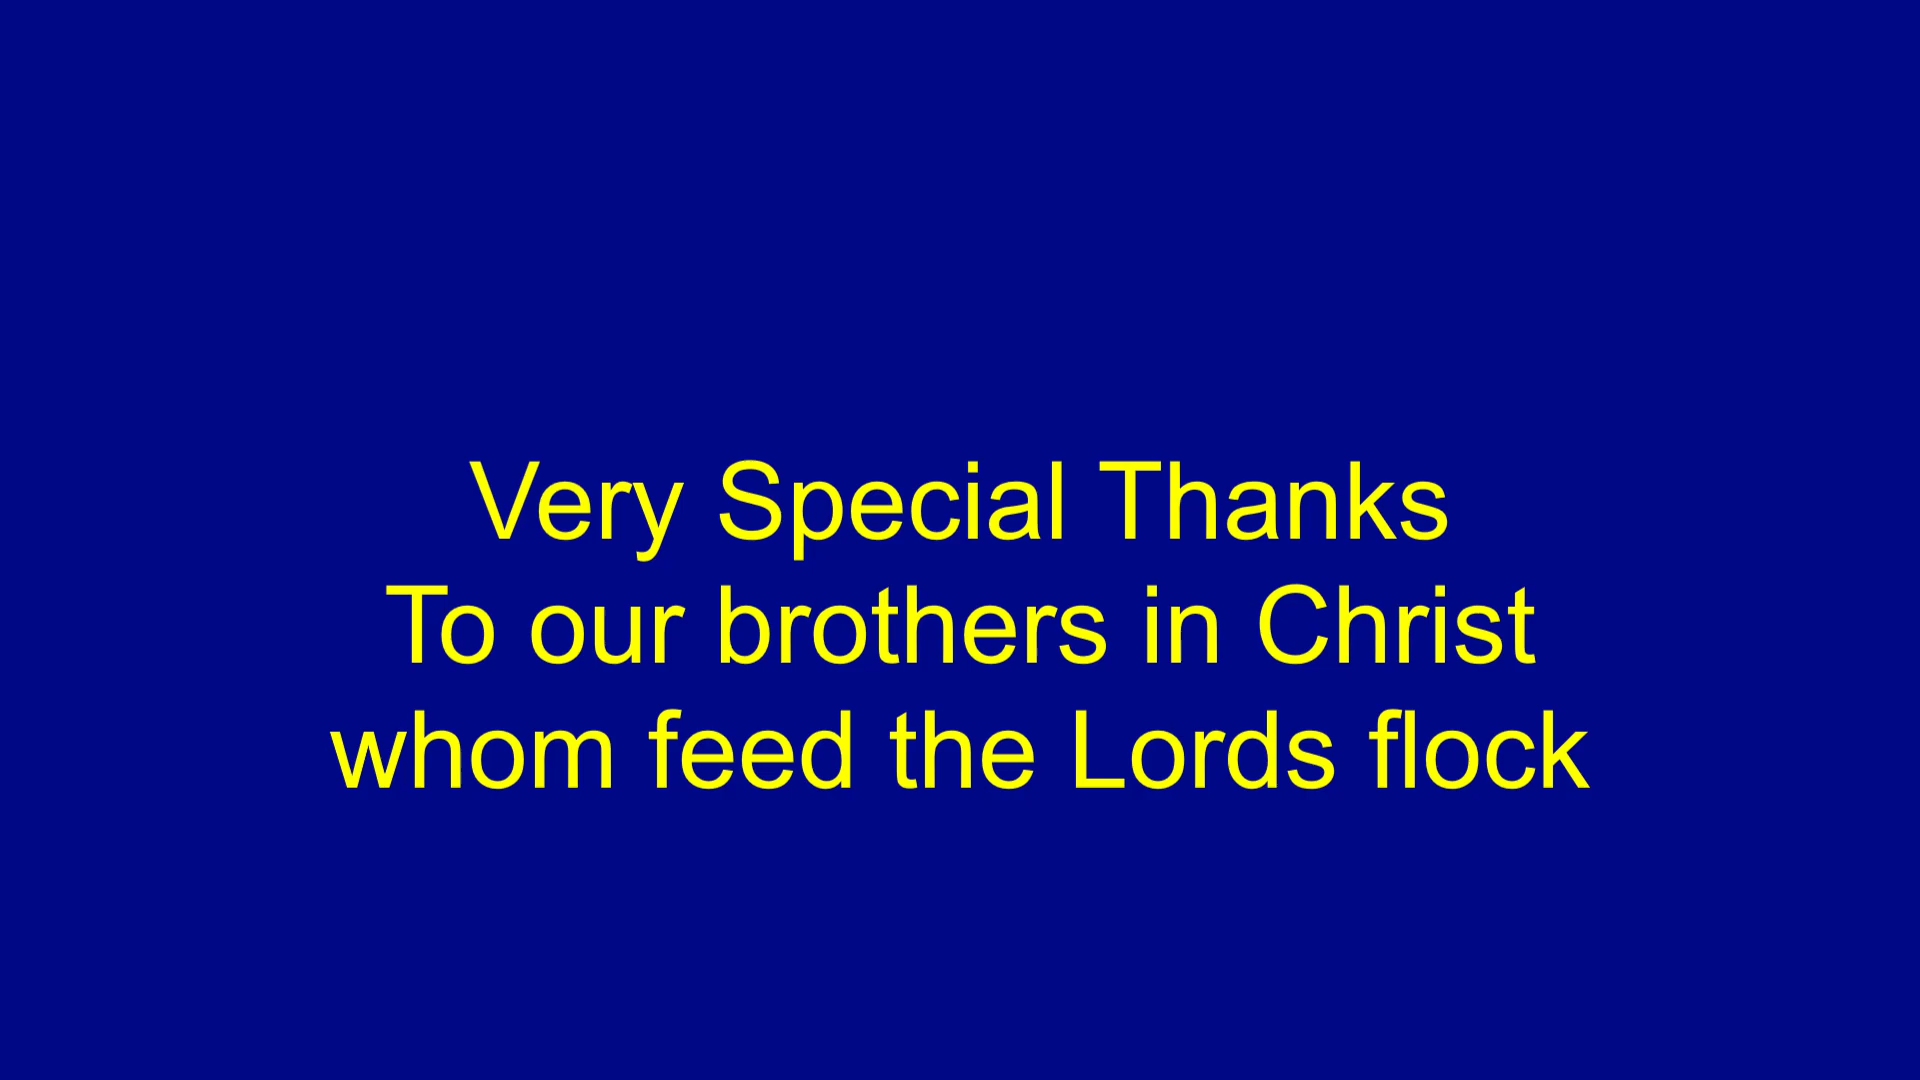 Very Special Thanks
To our brothers in Christ
whom feed the Lords flock